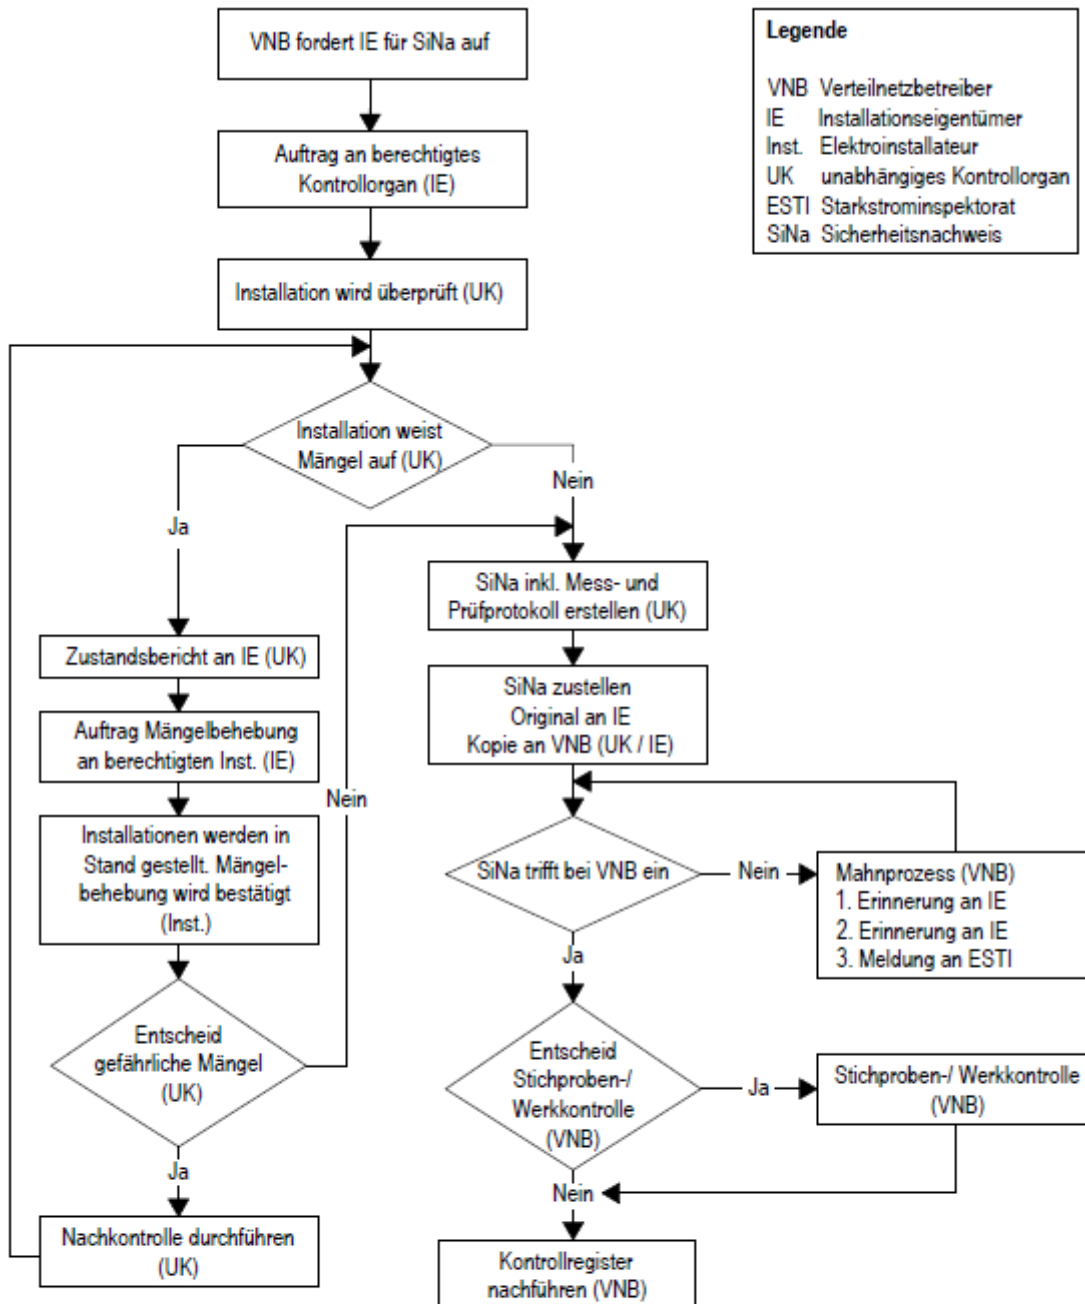 VNB fordert IE für SiNa auf
Legende
VNB Verteilnetzbetreiber
IE Installationseigentümer
Inst. Elektroinstallateur
UK unabhängiges Kontrollorgan
ESTI Starkstrominspektorat
SiNa Sicherheitsnachweis
Auftrag an berechtigtes
Kontrollorgan (IE)
Installation wird überprüft (UK)
Installation weist
Mängel auf (UK)
Ja
Nein
Zustandsbericht an IE (UK)
Auftrag Mängelbehebung
an berechtigten Inst. (IE)
Installationen werden in
Stand gestellt. Mängel-
behebung wird bestätigt
(Inst.)
Entscheid
gefährliche Mängel
(UK)
Nein
Ja
Nachkontrolle durchführen
(UK)
SiNa inkl. Mess- und
Prüfprotokoll erstellen (UK)
SiNa zustellen
Original an IE
Kopie an VNB (UK / IE)
SiNa trifft bei VNB ein
Nein
Mahnprozess (VNB)
1. Erinnerung an IE
2. Erinnerung an IE
3. Meldung an ESTI
Ja
Entscheid
Stichproben-/
Werkkontrolle
(VNB)
Ja
Stichproben-/ Werkkontrolle
(VNB)
Nein
Kontrollregister
nachführen (VNB)